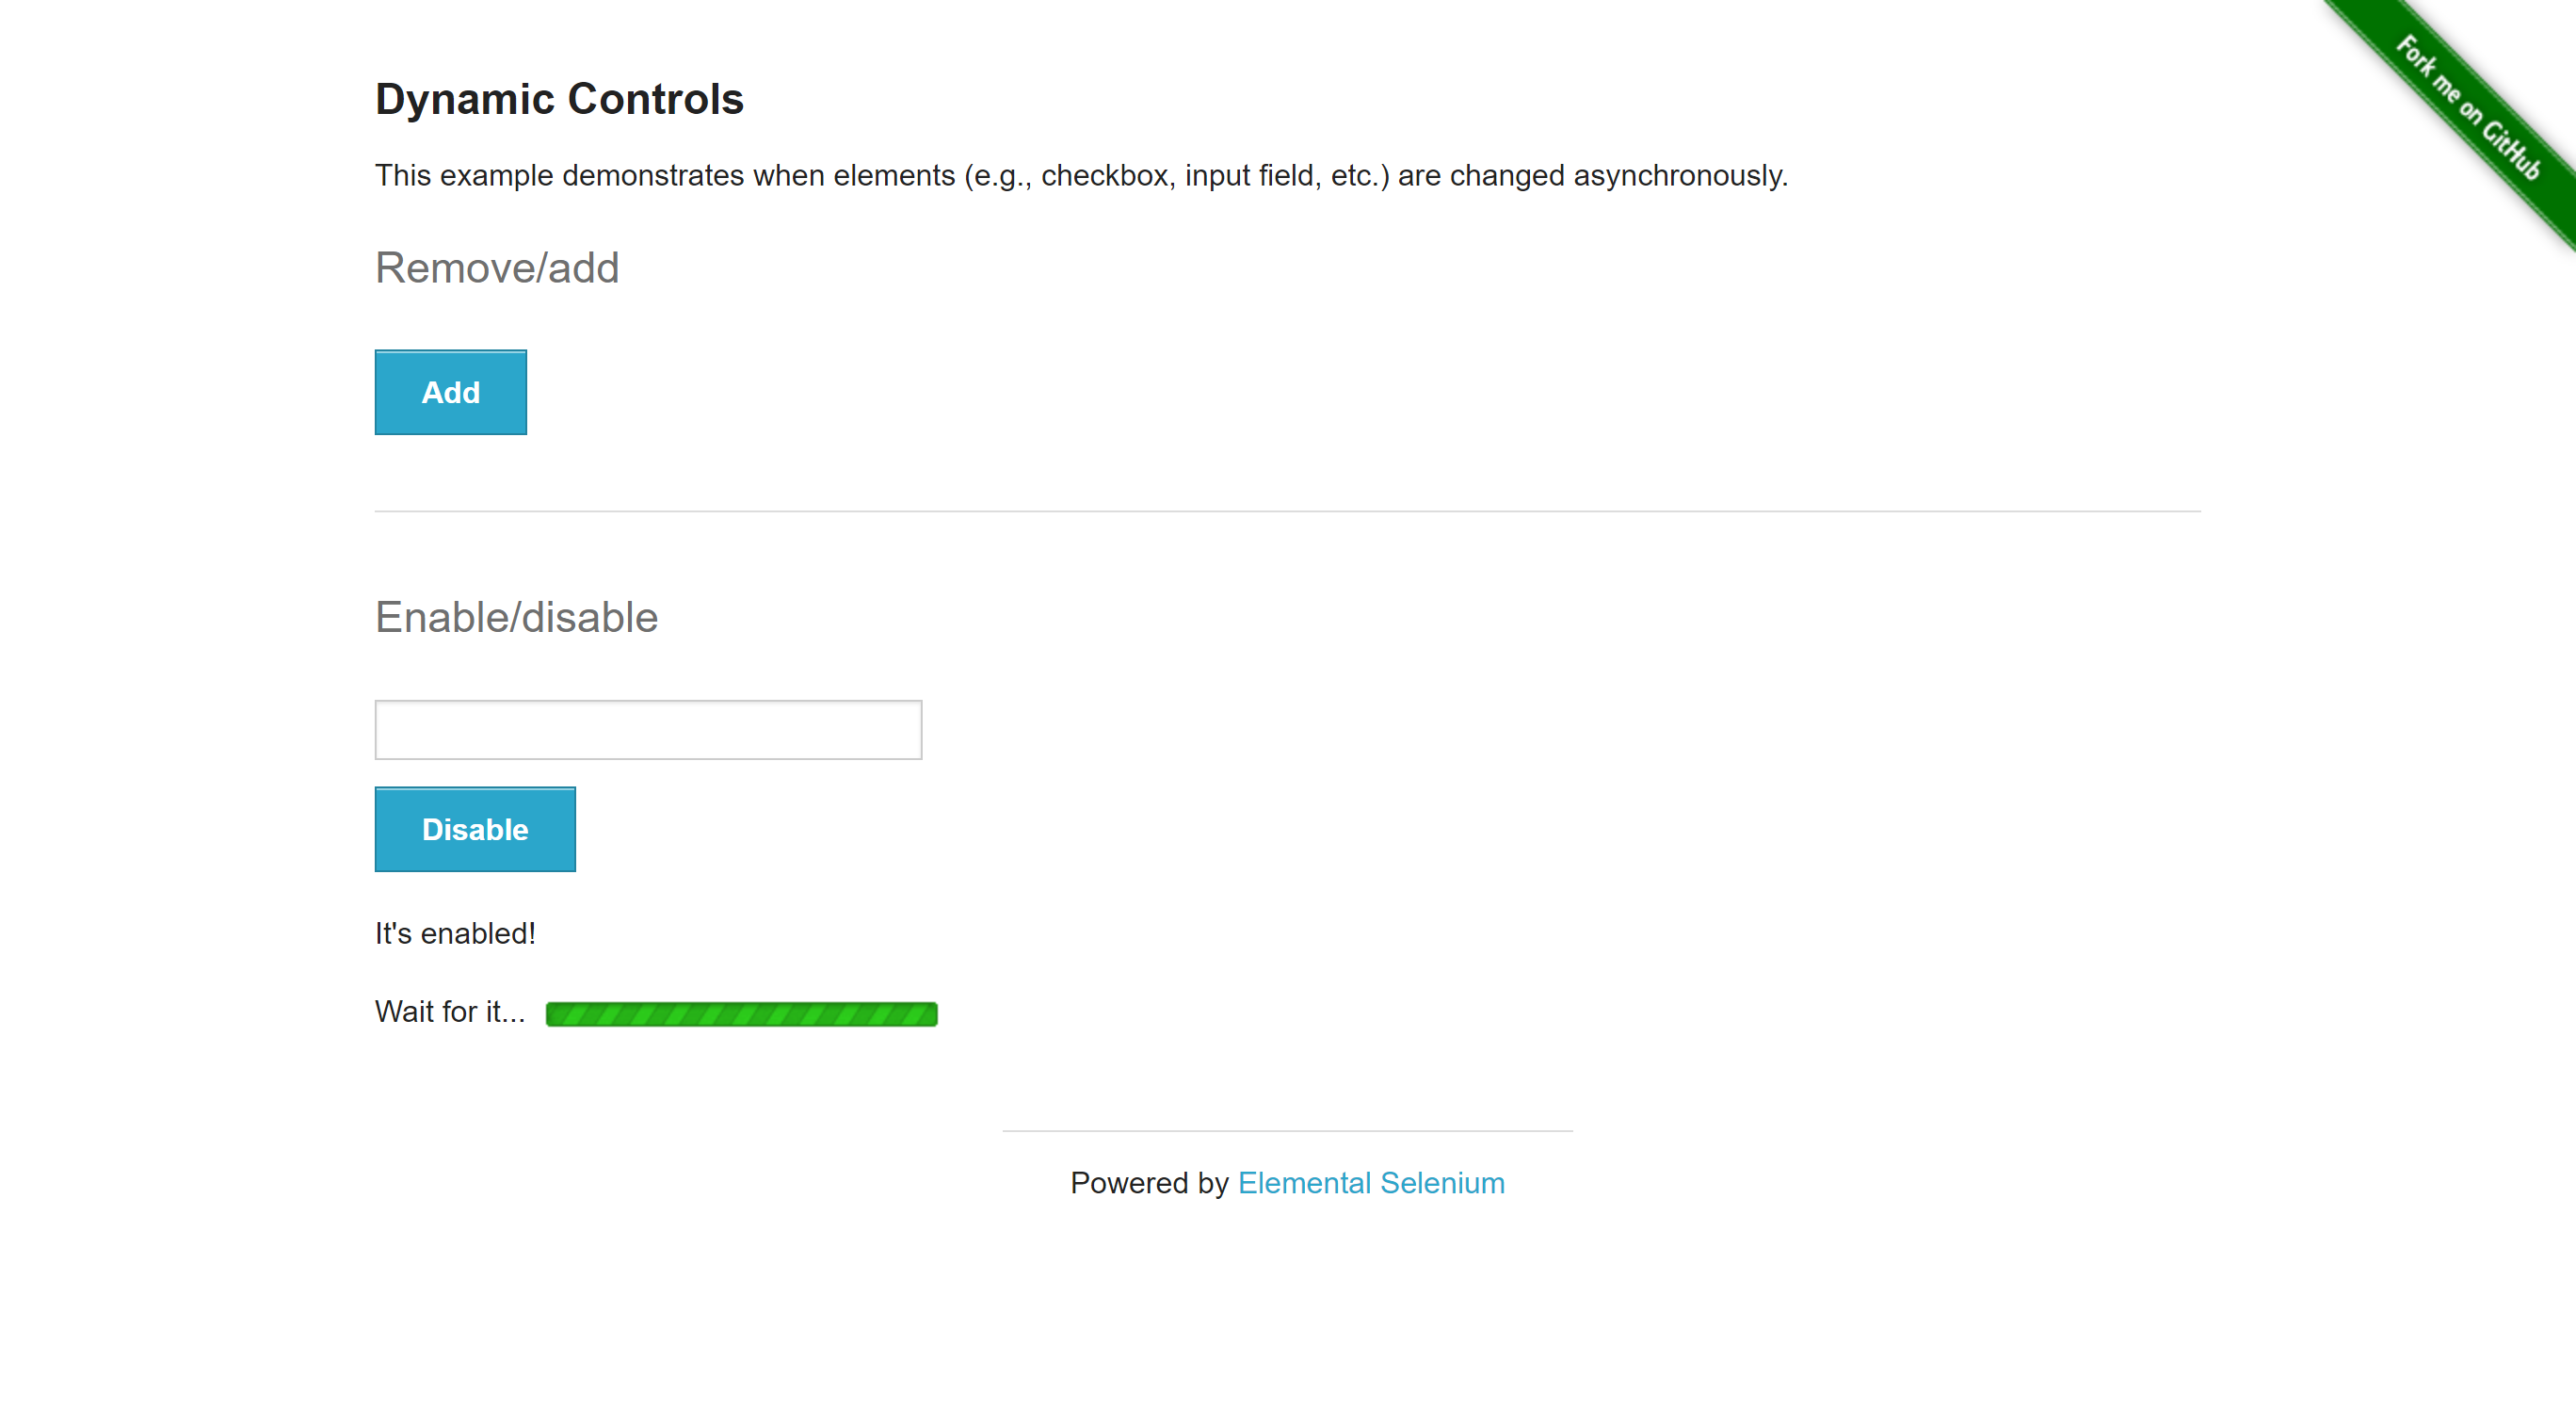 Fork me on GitHub
Dynamic Controls
This example demonstrates when elements (e.g., checkbox, input field, etc.) are changed asynchronously.
Remove/add
Add
Enable/disable
Disable
It's enabled!
Wait for it...
Powered by Elemental Selenium